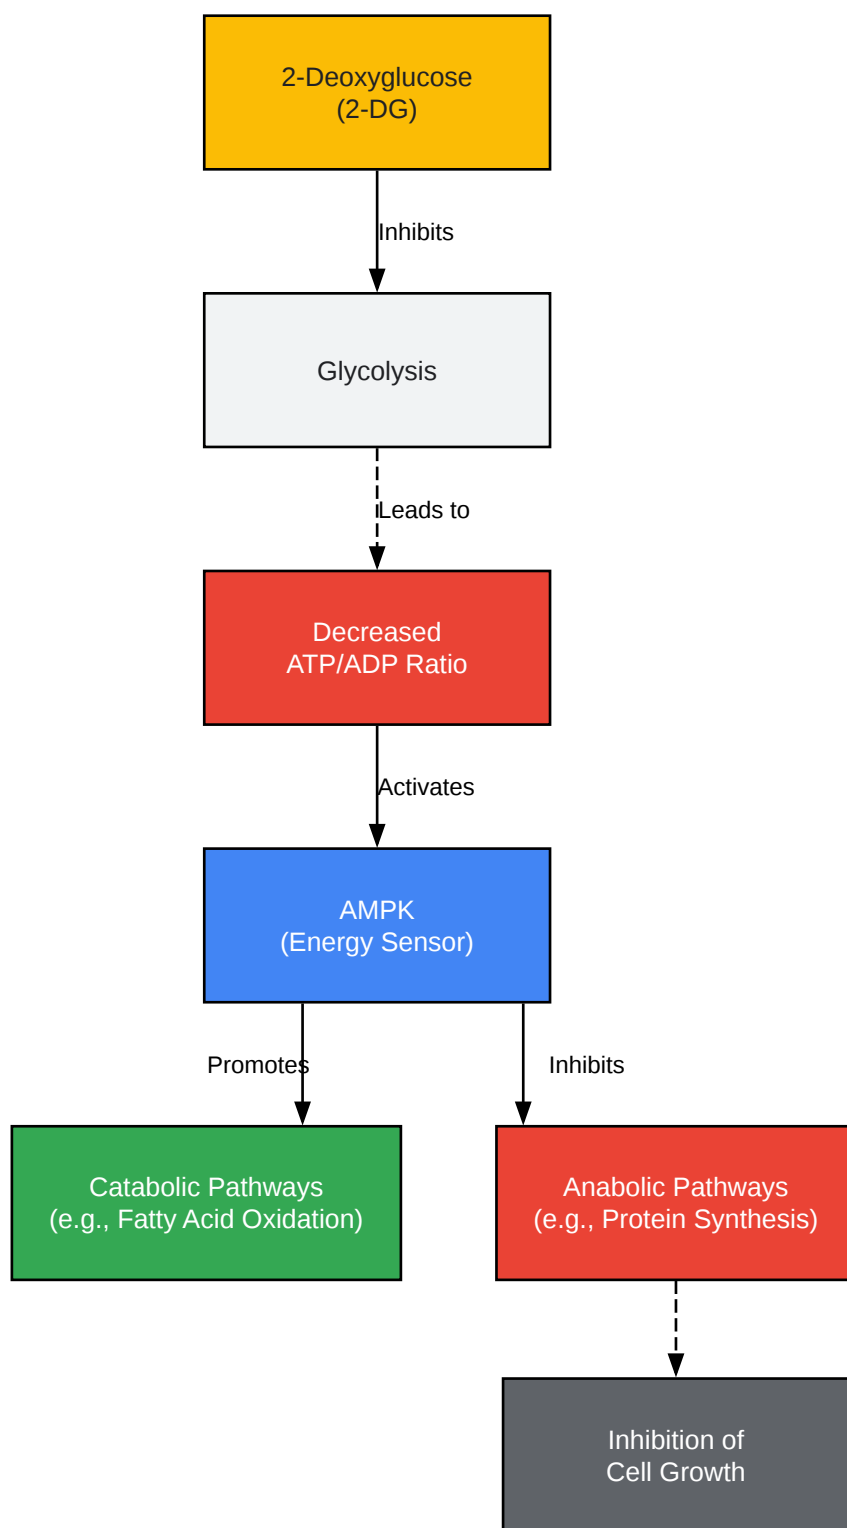 2-Deoxyglucose
(2-DG)
Inhibits
Glycolysis
Leads to
Decreased
ATP/ADP Ratio
Activates
AMPK
(Energy Sensor)
Promotes
Inhibits
Catabolic Pathways
(e.g., Fatty Acid Oxidation)
Anabolic Pathways
(e.g., Protein Synthesis)
Inhibition of
Cell Growth